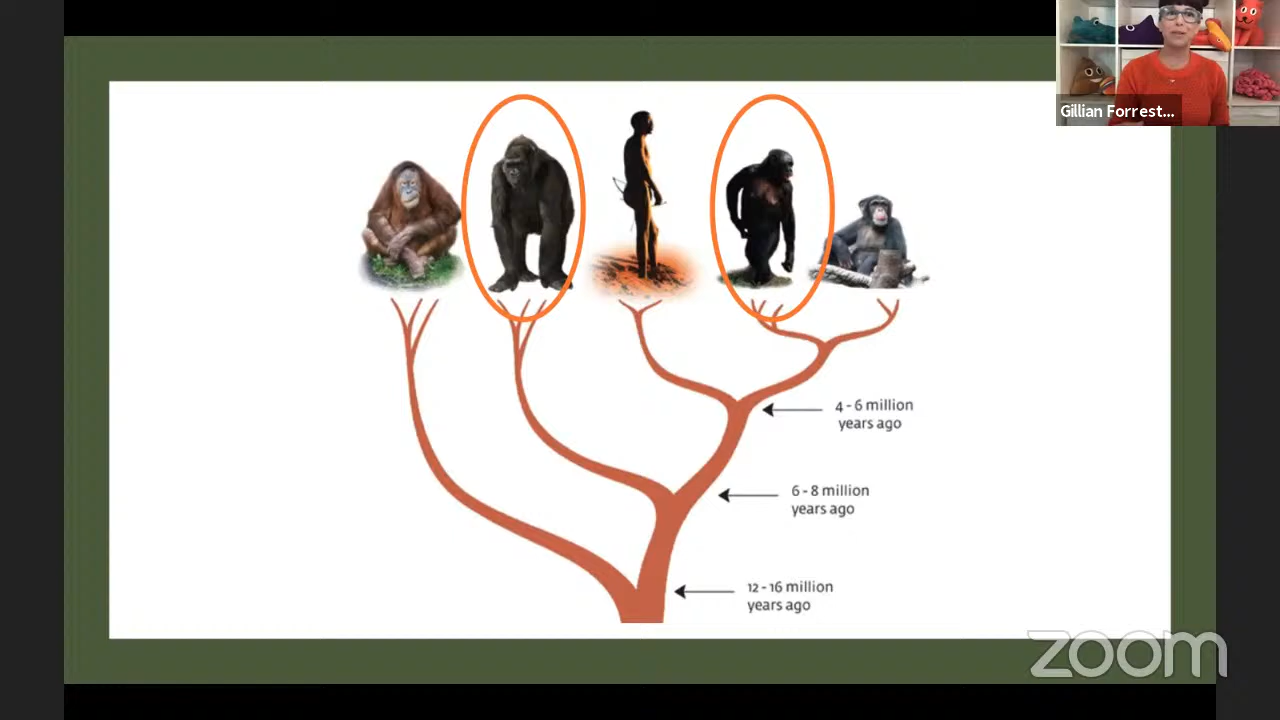 Gillian Forrest...
4 - 6 million
years ago
6 - 8 million
years ago
12 - 16 million
years ago
zoom